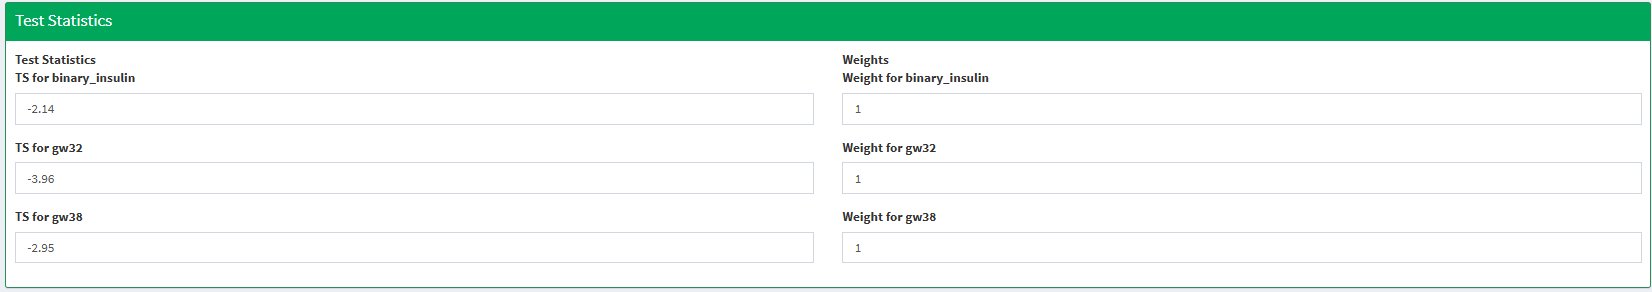 Test Statistics
Test Statistics
TS for binary_insulin
-2.14
TS for gw32
-3.96
TS for gw38
-2.95
Weights
Weight for binary_insulin
1
Weight for gw32
1
Weight for gw38
1